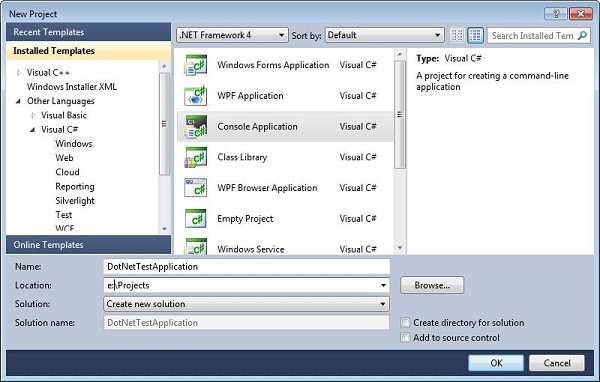 New Project
Recent Templates
.NET Framework 4
Sort by:
Default
Search Installed Tem
Installed Templates
Visual C++
Windows Installer XML
Other Languages
Visual Basic
Visual C#
Windows
Web
Cloud
Reporting
Silverlight
Test
WCF
Online Templates
Windows Forms Application Visual C#
WPF Application Visual C#
Console Application Visual C#
Class Library Visual C#
WPF Browser Application Visual C#
Empty Project Visual C#
Windows Service Visual C#
Type: Visual C#
A project for creating a command-line
application
Name: DotNetTestApplication
Location: e:\Projects
Browse...
Solution: Create new solution
Solution name: DotNetTestApplication
Create directory for solution
Add to source control
OK
Cancel